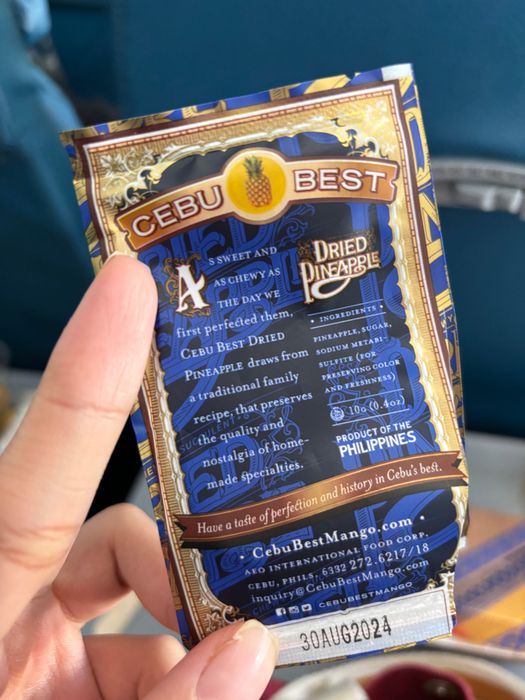 CEBU BEST
AS SWEET AND
AS CHEWY AS
THE DAY WE
first perfected them,
CEBU BEST DRIED
PINEAPPLE draws from
a traditional family
recipe, that preserves
the quality and
nostalgia of home-
made specialties.
DRIED
PINEAPPLE
• INGREDIENTS •
PINEAPPLE, SUGAR,
SODIUM METABI-
SULFITE (FOR
PRESERVING COLOR
AND FRESHNESS)
10g (0.4oz)
PRODUCT OF THE
PHILIPPINES
Have a taste of perfection and history in Cebu's best.
• CebuBestMango.com •
AEO INTERNATIONAL FOOD CORP.
CEBU, PHILS. 6332 272.6217/18
inquiry@CebuBestMango.com
CEBUBESTMANGO
30AUG2024